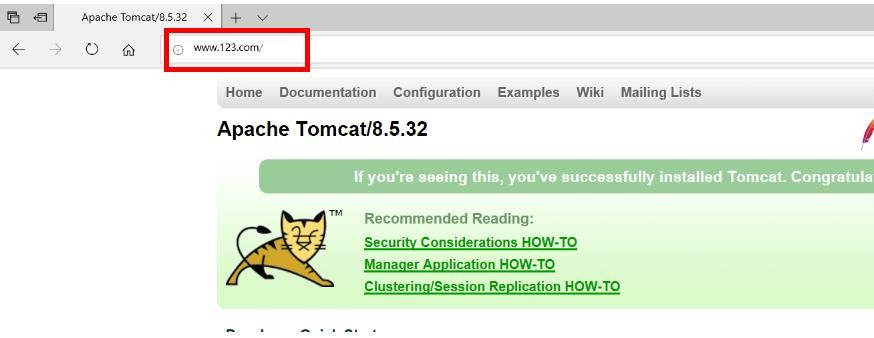 Apache Tomcat/8.5.32
www.123.com/
Home Documentation Configuration Examples Wiki Mailing Lists
Apache Tomcat/8.5.32
If you're seeing this, you've successfully installed Tomcat. Congratula
TM
Recommended Reading:
Security Considerations HOW-TO
Manager Application HOW-TO
Clustering/Session Replication HOW-TO